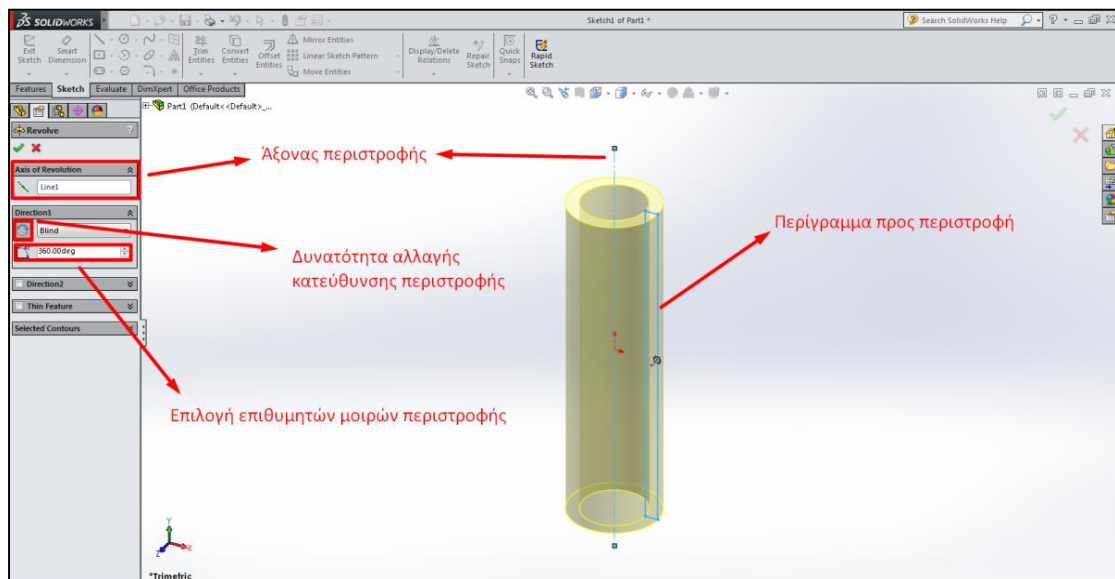 SOLIDWORKS
Sketch1 of Part1 *
Search SolidWorks Help
Exit Sketch
Smart Dimension
Trim Entities
Convert Entities
Offset Entities
Mirror Entities
Linear Sketch Pattern
Move Entities
Display/Delete Relations
Repair Sketch
Quick Snaps
Rapid Sketch
Features
Sketch
Evaluate
DimXpert
Office Products
Part1 (Default<<Default>_...
Revolve
?
Axis of Revolution
Line1
Direction1
Blind
360.00deg
Direction2
Thin Feature
Selected Contours
Άξονας περιστροφής
Περίγραμμα προς περιστροφή
Δυνατότητα αλλαγής
κατεύθυνσης περιστροφής
Επιλογή επιθυμητών μοιρών περιστροφής
Y
X
Z
*Trimetric